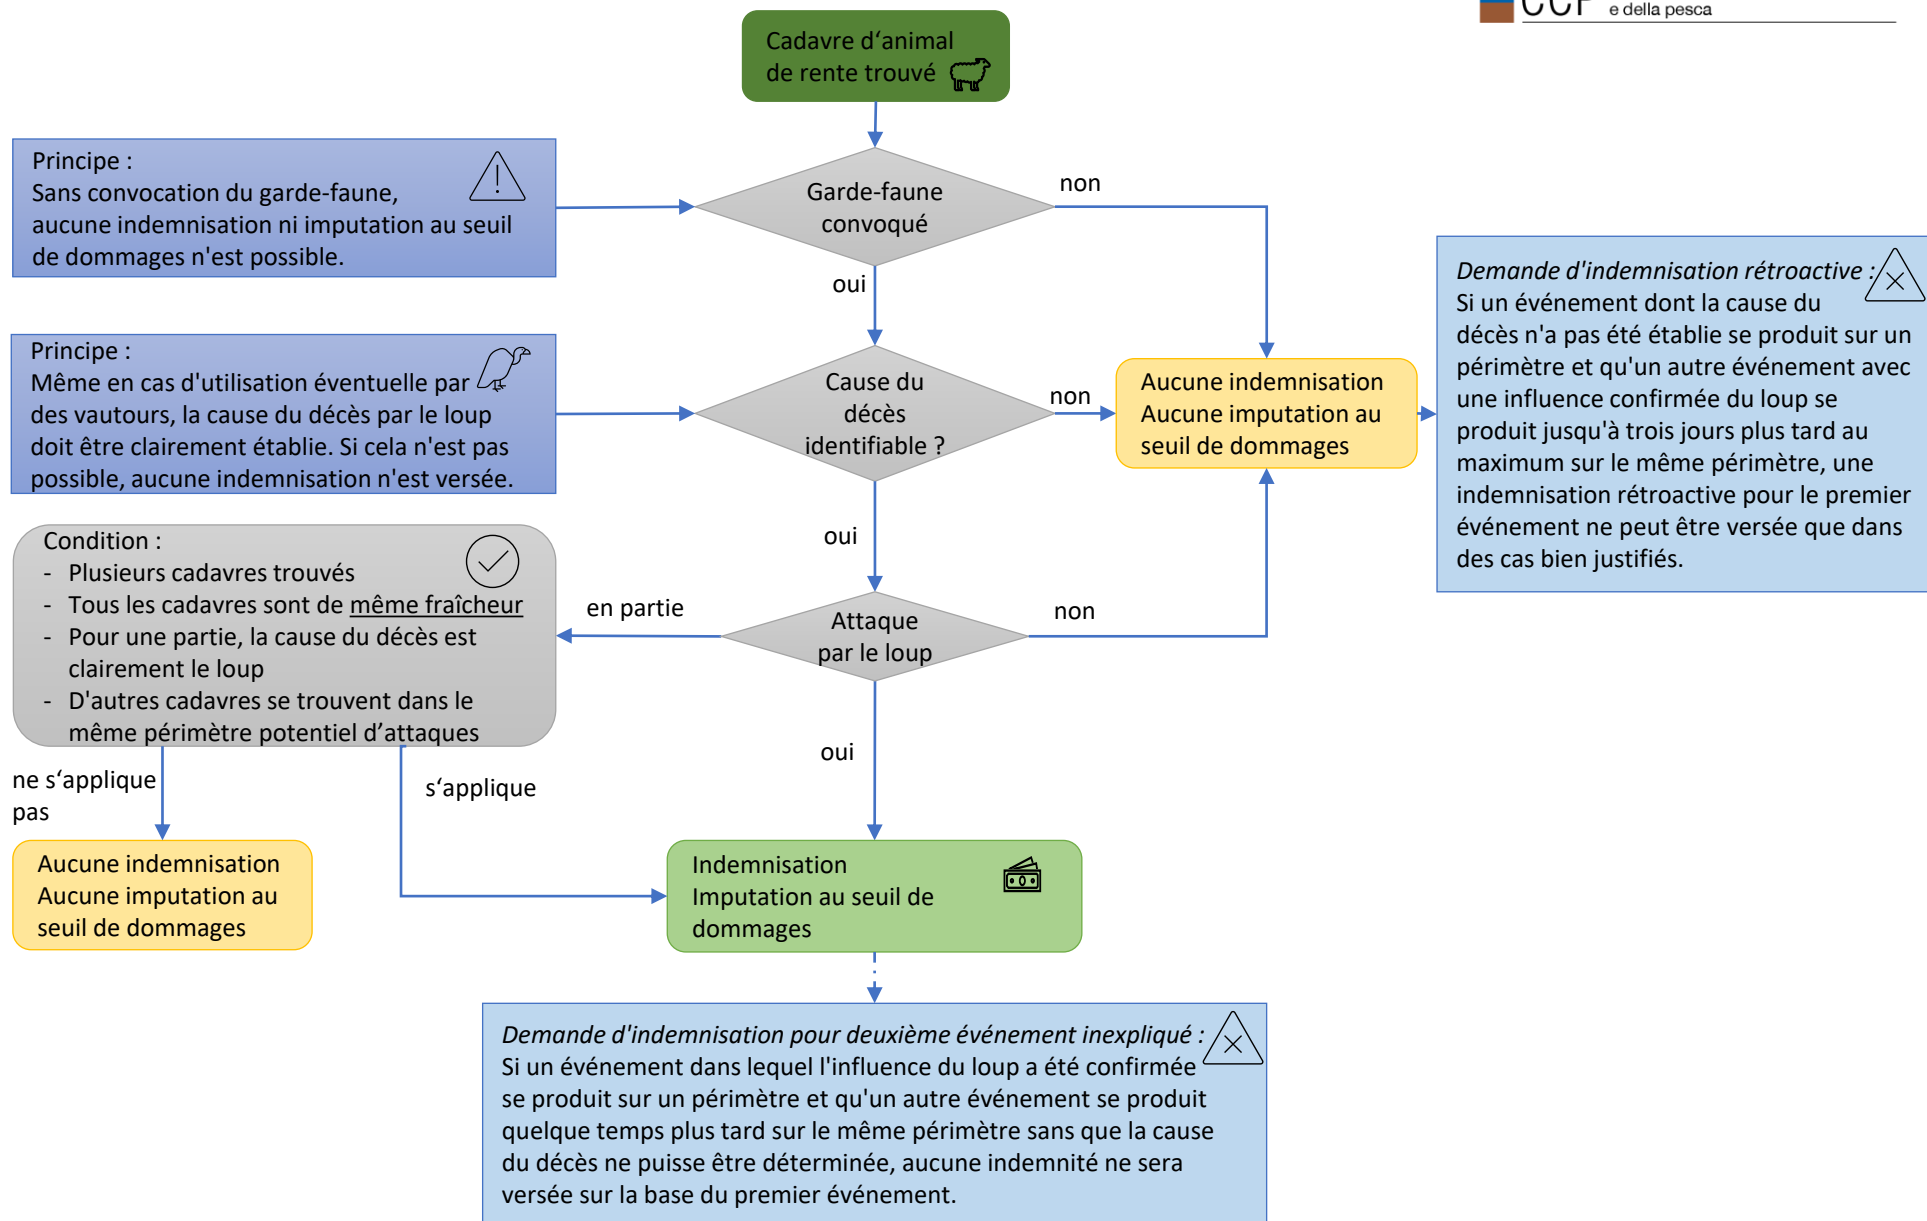 CCP
e della pesca
Cadavre d‘animal
de rente trouvé
Principe :
Sans convocation du garde-faune,
aucune indemnisation ni imputation au seuil
de dommages n'est possible.
Garde-faune
convoqué
non
oui
Demande d'indemnisation rétroactive :
Si un événement dont la cause du
décès n'a pas été établie se produit sur un
périmètre et qu'un autre événement avec
une influence confirmée du loup se
produit jusqu'à trois jours plus tard au
maximum sur le même périmètre, une
indemnisation rétroactive pour le premier
événement ne peut être versée que dans
des cas bien justifiés.
Principe :
Même en cas d'utilisation éventuelle par
des vautours, la cause du décès par le loup
doit être clairement établie. Si cela n'est pas
possible, aucune indemnisation n'est versée.
Cause du
décès
identifiable ?
non
Aucune indemnisation
Aucune imputation au
seuil de dommages
oui
Condition :
- Plusieurs cadavres trouvés
- Tous les cadavres sont de même fraîcheur
- Pour une partie, la cause du décès est
clairement le loup
- D'autres cadavres se trouvent dans le
même périmètre potentiel d’attaques
en partie
Attaque
par le loup
non
oui
ne s‘applique
pas
s‘applique
Aucune indemnisation
Aucune imputation au
seuil de dommages
Indemnisation
Imputation au seuil de
dommages
Demande d'indemnisation pour deuxième événement inexpliqué :
Si un événement dans lequel l'influence du loup a été confirmée
se produit sur un périmètre et qu'un autre événement se produit
quelque temps plus tard sur le même périmètre sans que la cause
du décès ne puisse être déterminée, aucune indemnité ne sera
versée sur la base du premier événement.